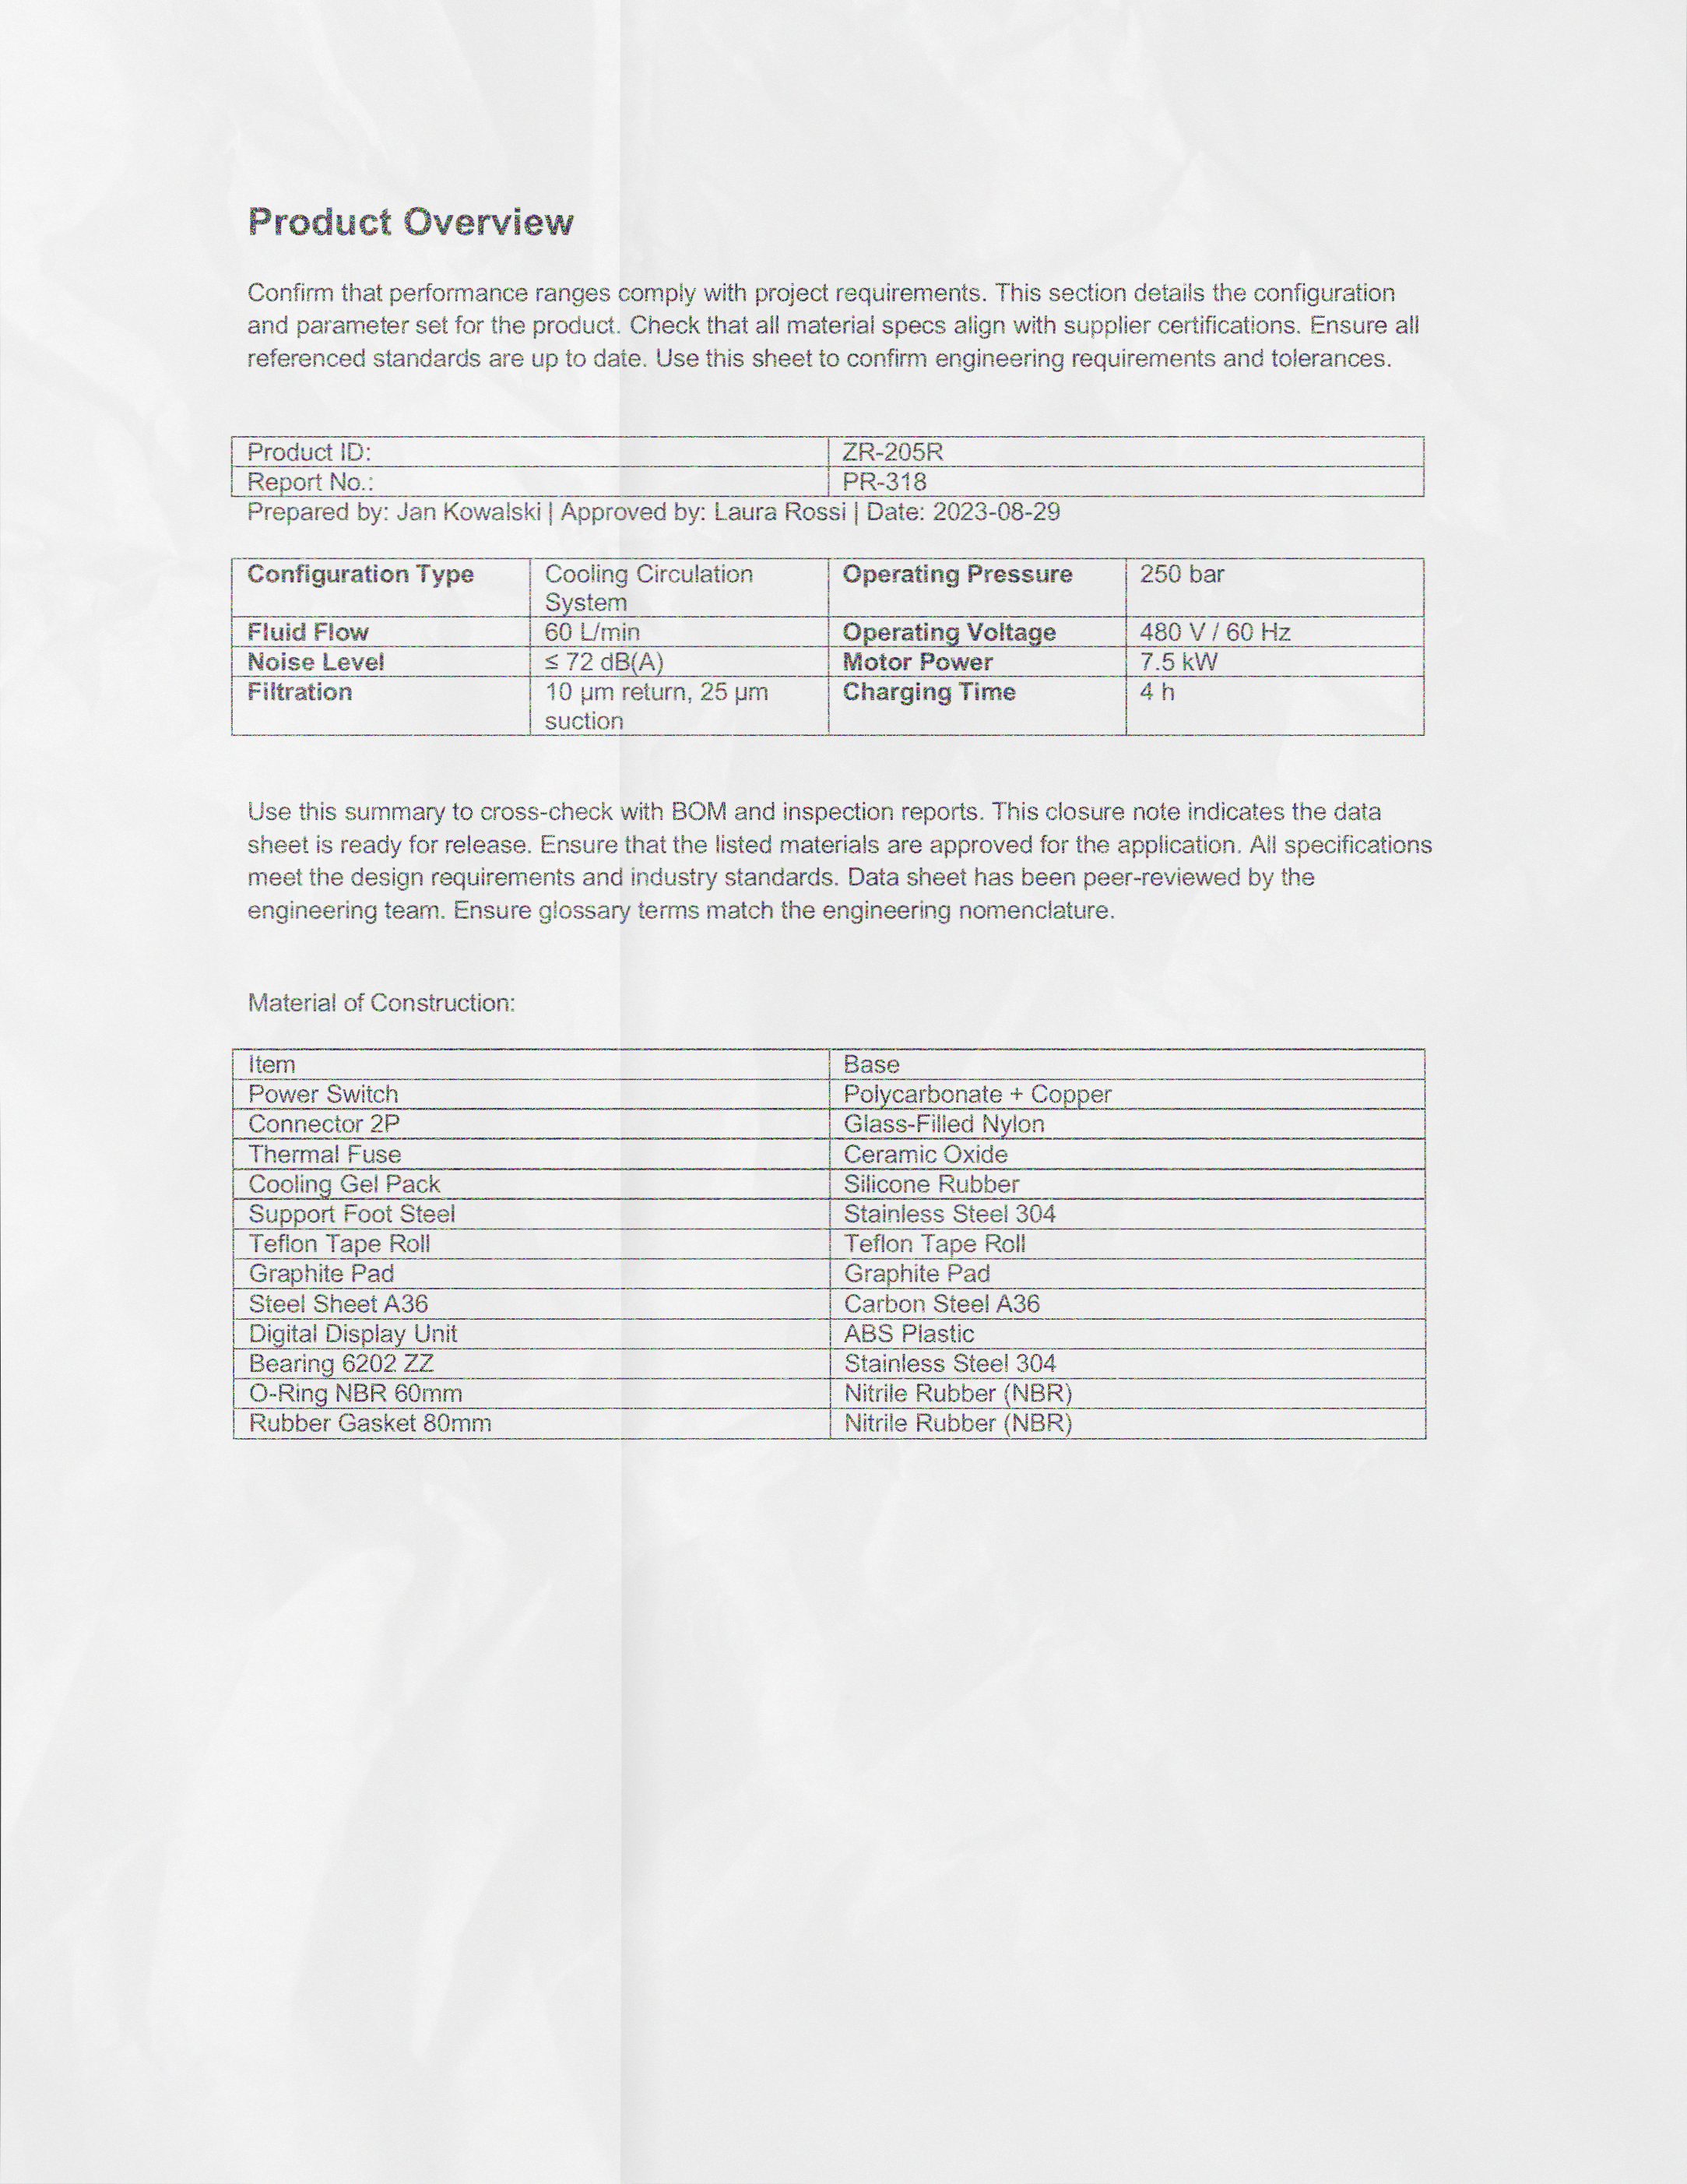 Product Overview
Confirm that performance ranges comply with project requirements. This section details the configuration
and parameter set for the product. Check that all material specs align with supplier certifications. Ensure all
referenced standards are up to date. Use this sheet to confirm engineering requirements and tolerances.
Product ID: ZR-205R
Report No.: PR-318
Prepared by: Jan Kowalski | Approved by: Laura Rossi | Date: 2023-08-29
Configuration Type Cooling Circulation Operating Pressure 250 bar
System
Fluid Flow 60 L/min Operating Voltage 480 V / 60 Hz
Noise Level ≤ 72 dB(A) Motor Power 7.5 kW
Filtration 10 µm return, 25 µm Charging Time 4 h
suction
Use this summary to cross-check with BOM and inspection reports. This closure note indicates the data
sheet is ready for release. Ensure that the listed materials are approved for the application. All specifications
meet the design requirements and industry standards. Data sheet has been peer-reviewed by the
engineering team. Ensure glossary terms match the engineering nomenclature.
Material of Construction:
Item Base
Power Switch Polycarbonate + Copper
Connector 2P Glass-Filled Nylon
Thermal Fuse Ceramic Oxide
Cooling Gel Pack Silicone Rubber
Support Foot Steel Stainless Steel 304
Teflon Tape Roll Teflon Tape Roll
Graphite Pad Graphite Pad
Steel Sheet A36 Carbon Steel A36
Digital Display Unit ABS Plastic
Bearing 6202 ZZ Stainless Steel 304
O-Ring NBR 60mm Nitrile Rubber (NBR)
Rubber Gasket 80mm Nitrile Rubber (NBR)